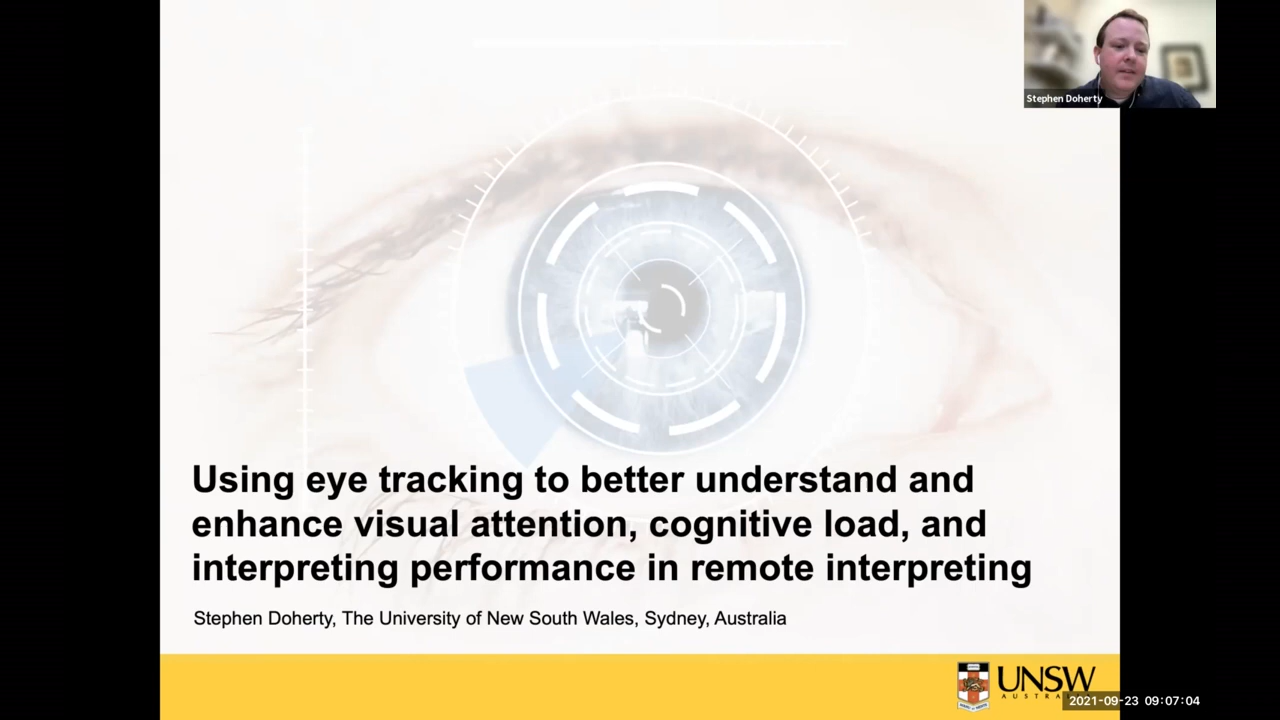 Stephen Doherty
Using eye tracking to better understand and
enhance visual attention, cognitive load, and
interpreting performance in remote interpreting
Stephen Doherty, The University of New South Wales, Sydney, Australia
UNSW
2021-09-23 09:07:04